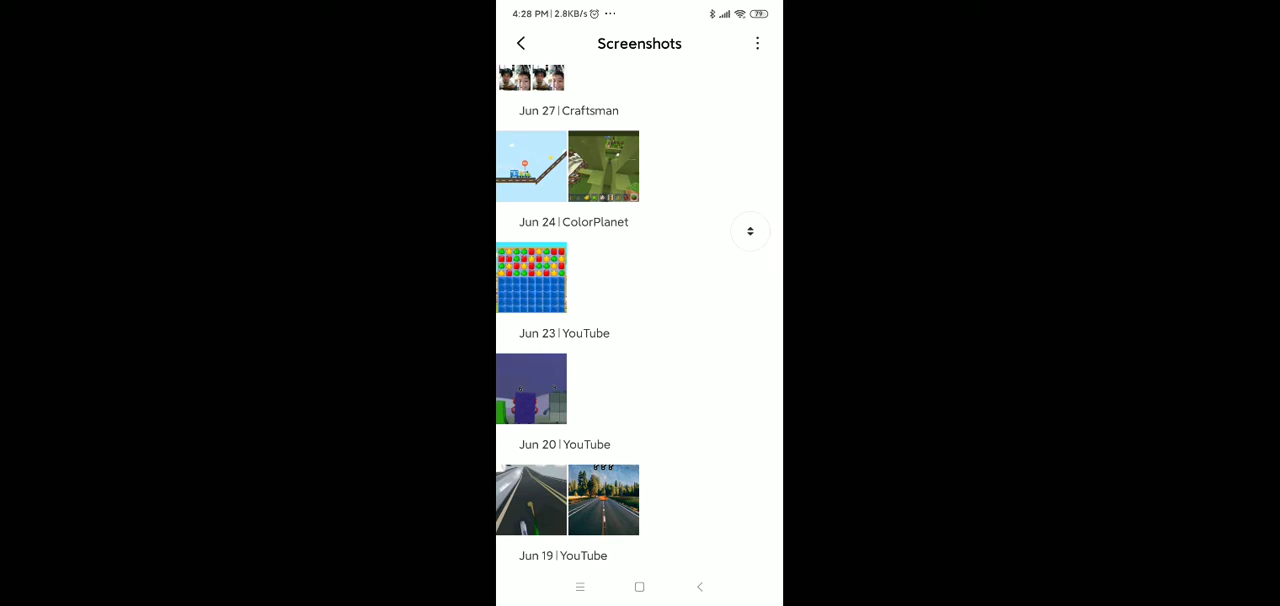 4:28 PM | 2.8KB/s ... 79
Screenshots
Jun 27 | Craftsman
Jun 24 | ColorPlanet
Jun 23 | YouTube
Jun 20 | YouTube
Jun 19 | YouTube